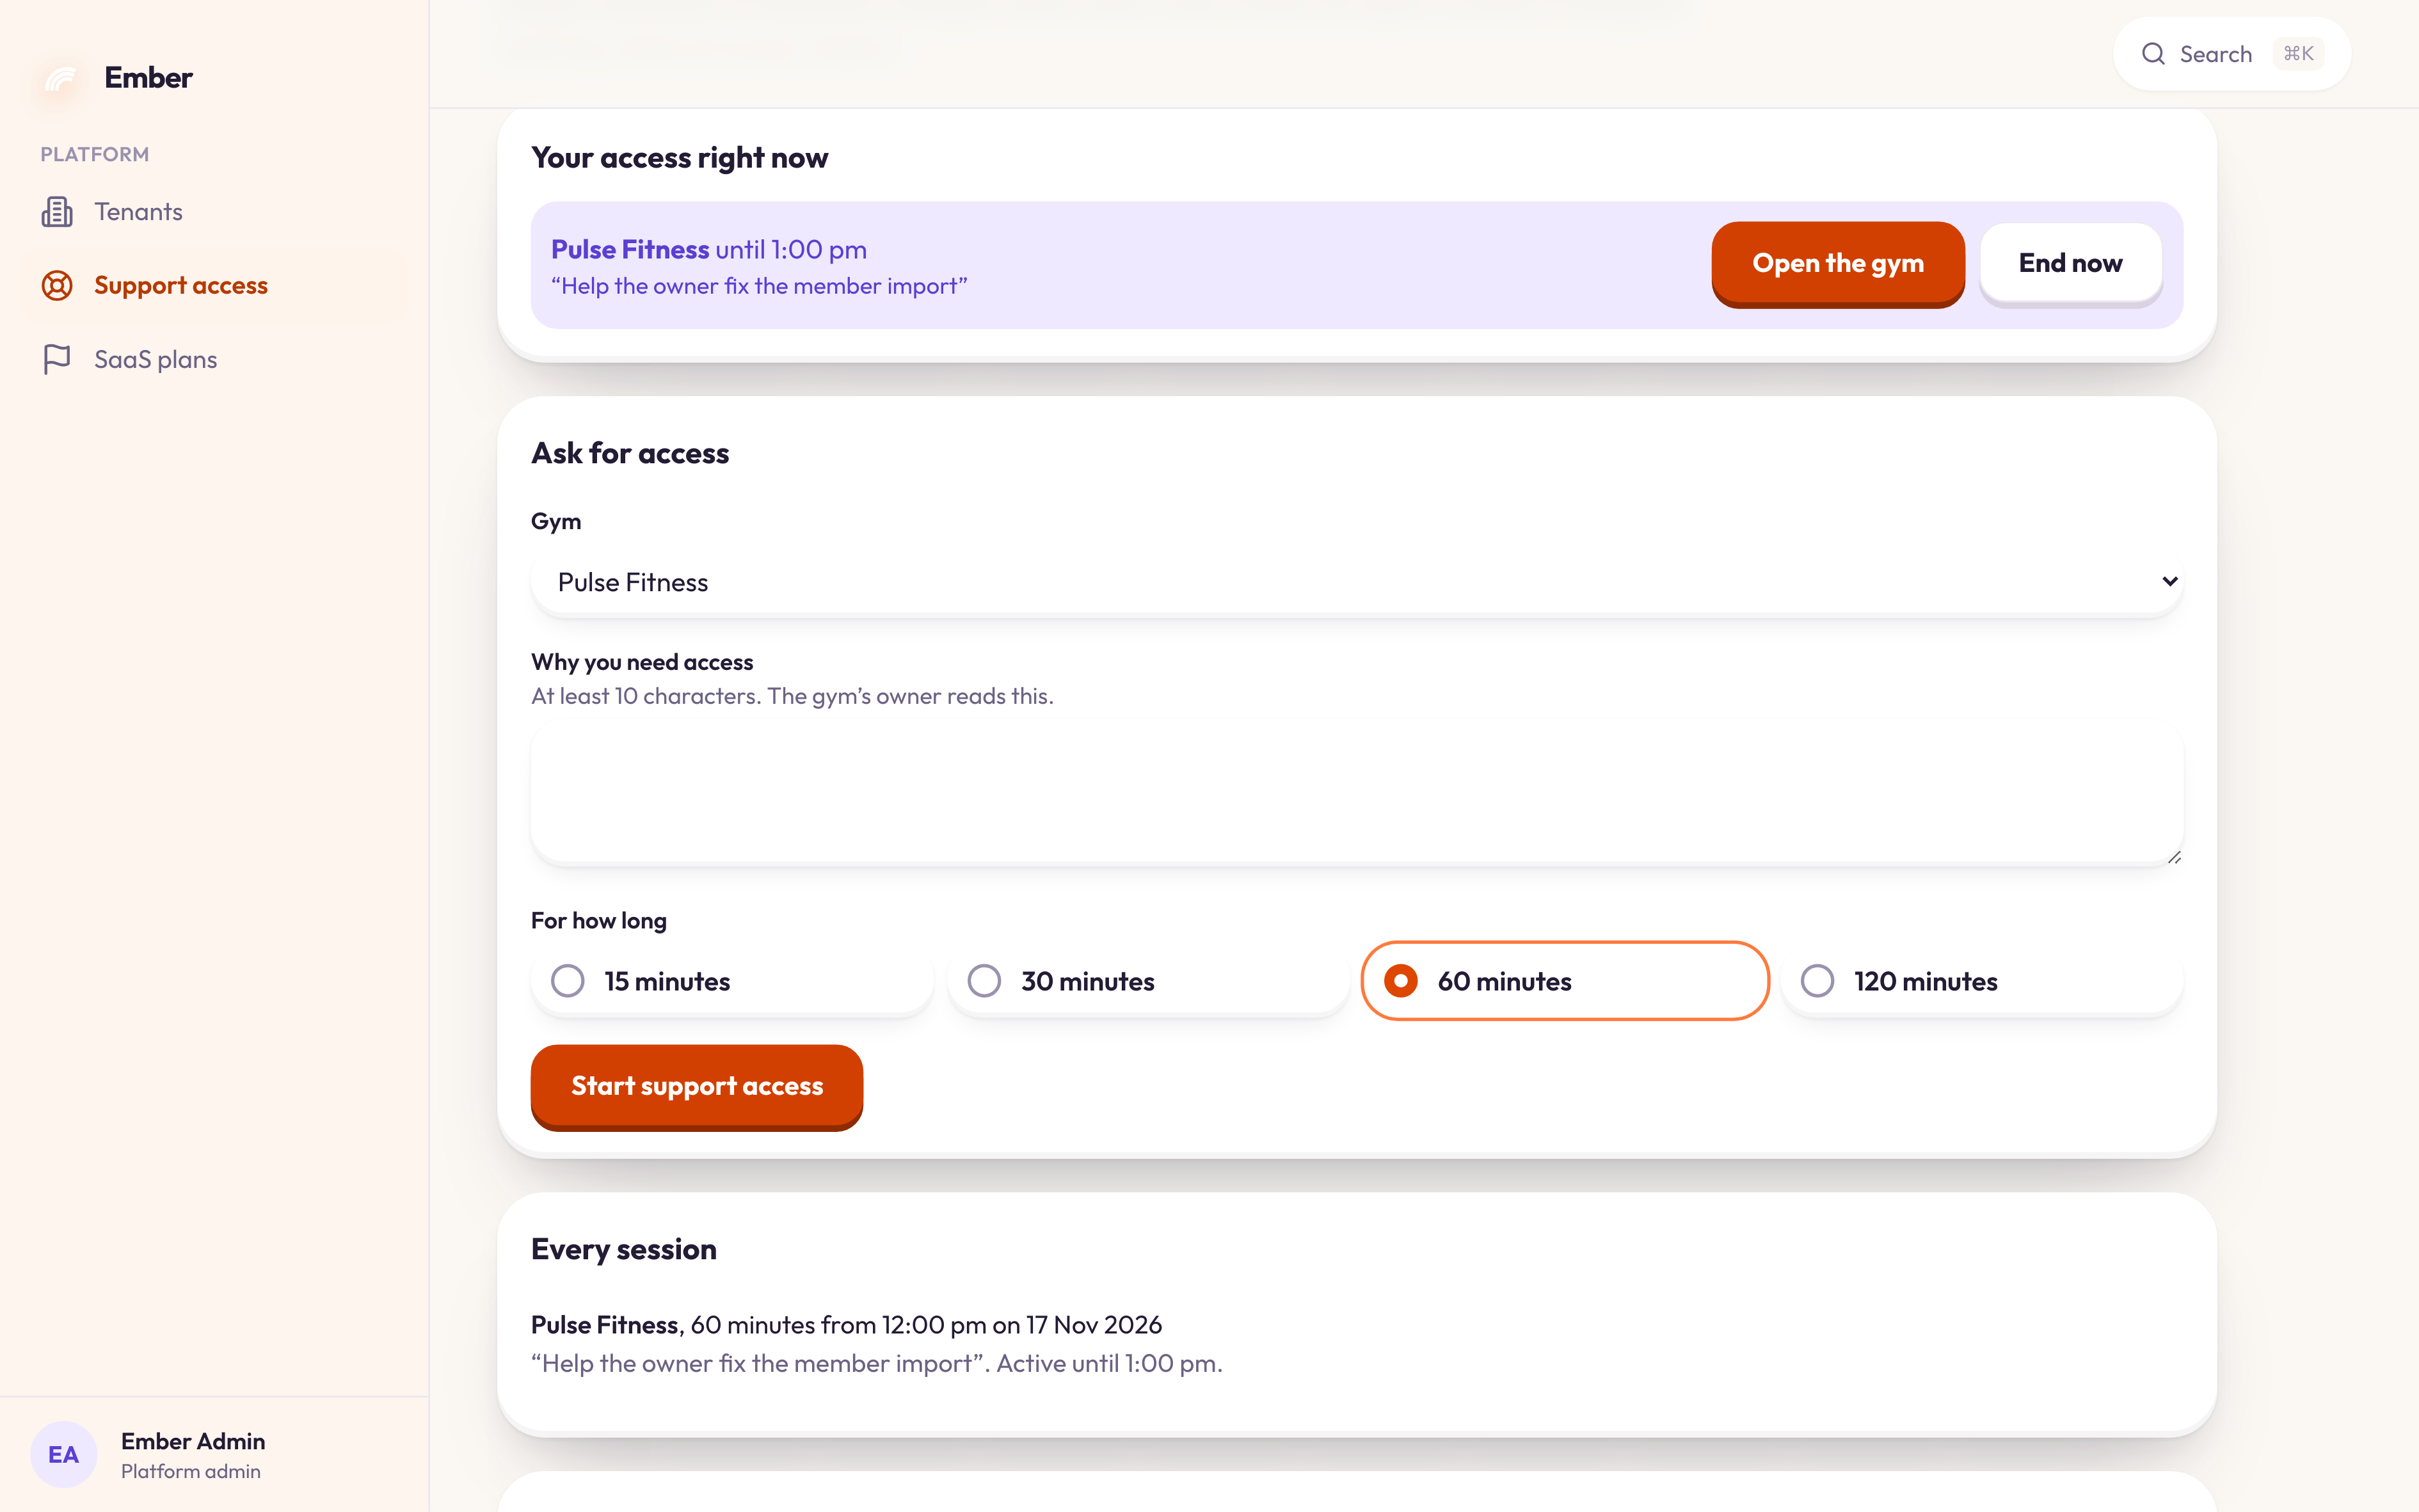 Ember
PLATFORM
Tenants
Support access
SaaS plans
Ember Admin
EA
Platform admin
Search ⌘K
Your access right now
Pulse Fitness until 1:00 pm
“Help the owner fix the member import”
Open the gym
End now
Ask for access
Gym
Pulse Fitness
Why you need access
At least 10 characters. The gym’s owner reads this.
For how long
15 minutes
30 minutes
60 minutes
120 minutes
Start support access
Every session
Pulse Fitness, 60 minutes from 12:00 pm on 17 Nov 2026
“Help the owner fix the member import”. Active until 1:00 pm.